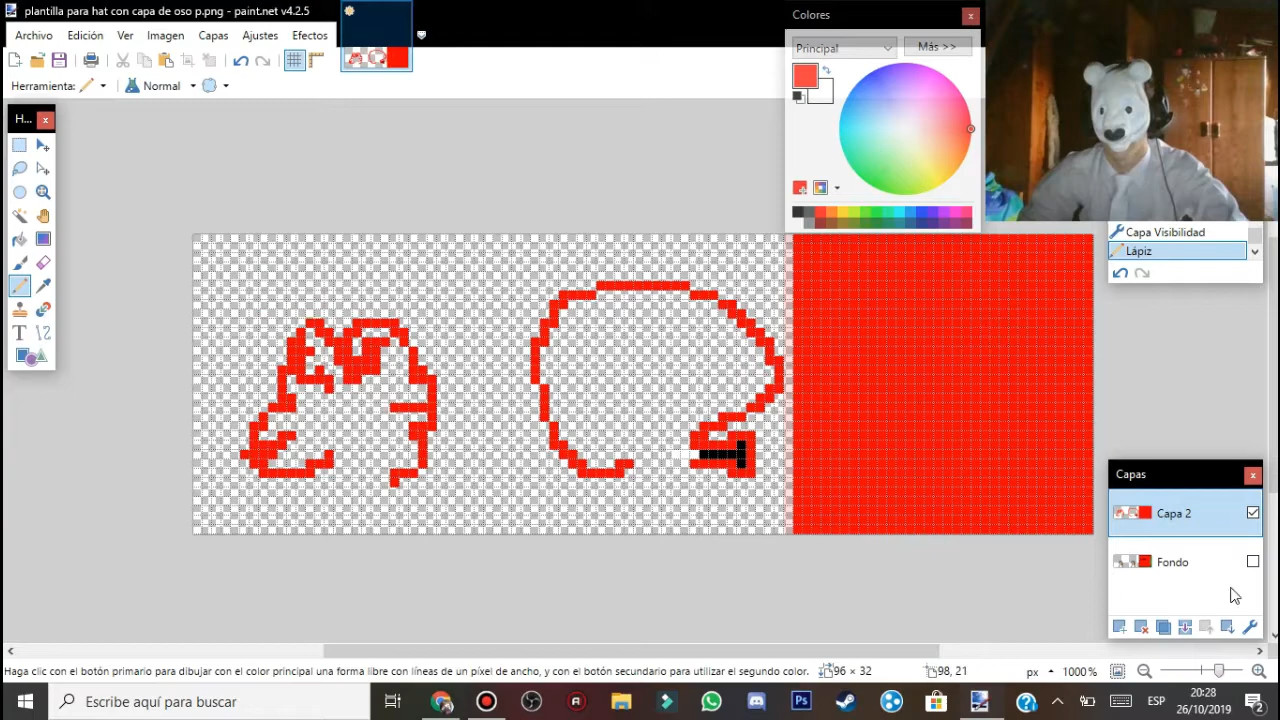 plantilla para hat con capa de oso p.png - paint.net v4.2.5
Archivo Edición Ver Imagen Capas Ajustes Efectos
Herramienta: Normal
H...
Colores
Principal Más >>
Capa Visibilidad
Lápiz
Capas
Capa 2
Fondo
Haga clic con el botón primario para dibujar con el color principal una forma libre con líneas de un píxel de ancho, y con el botón secundario para utilizar el segundo color. 96 × 32 98, 21 px 1000%
Escribe aquí para buscar
Ps
ESP
20:28
26/10/2019
2